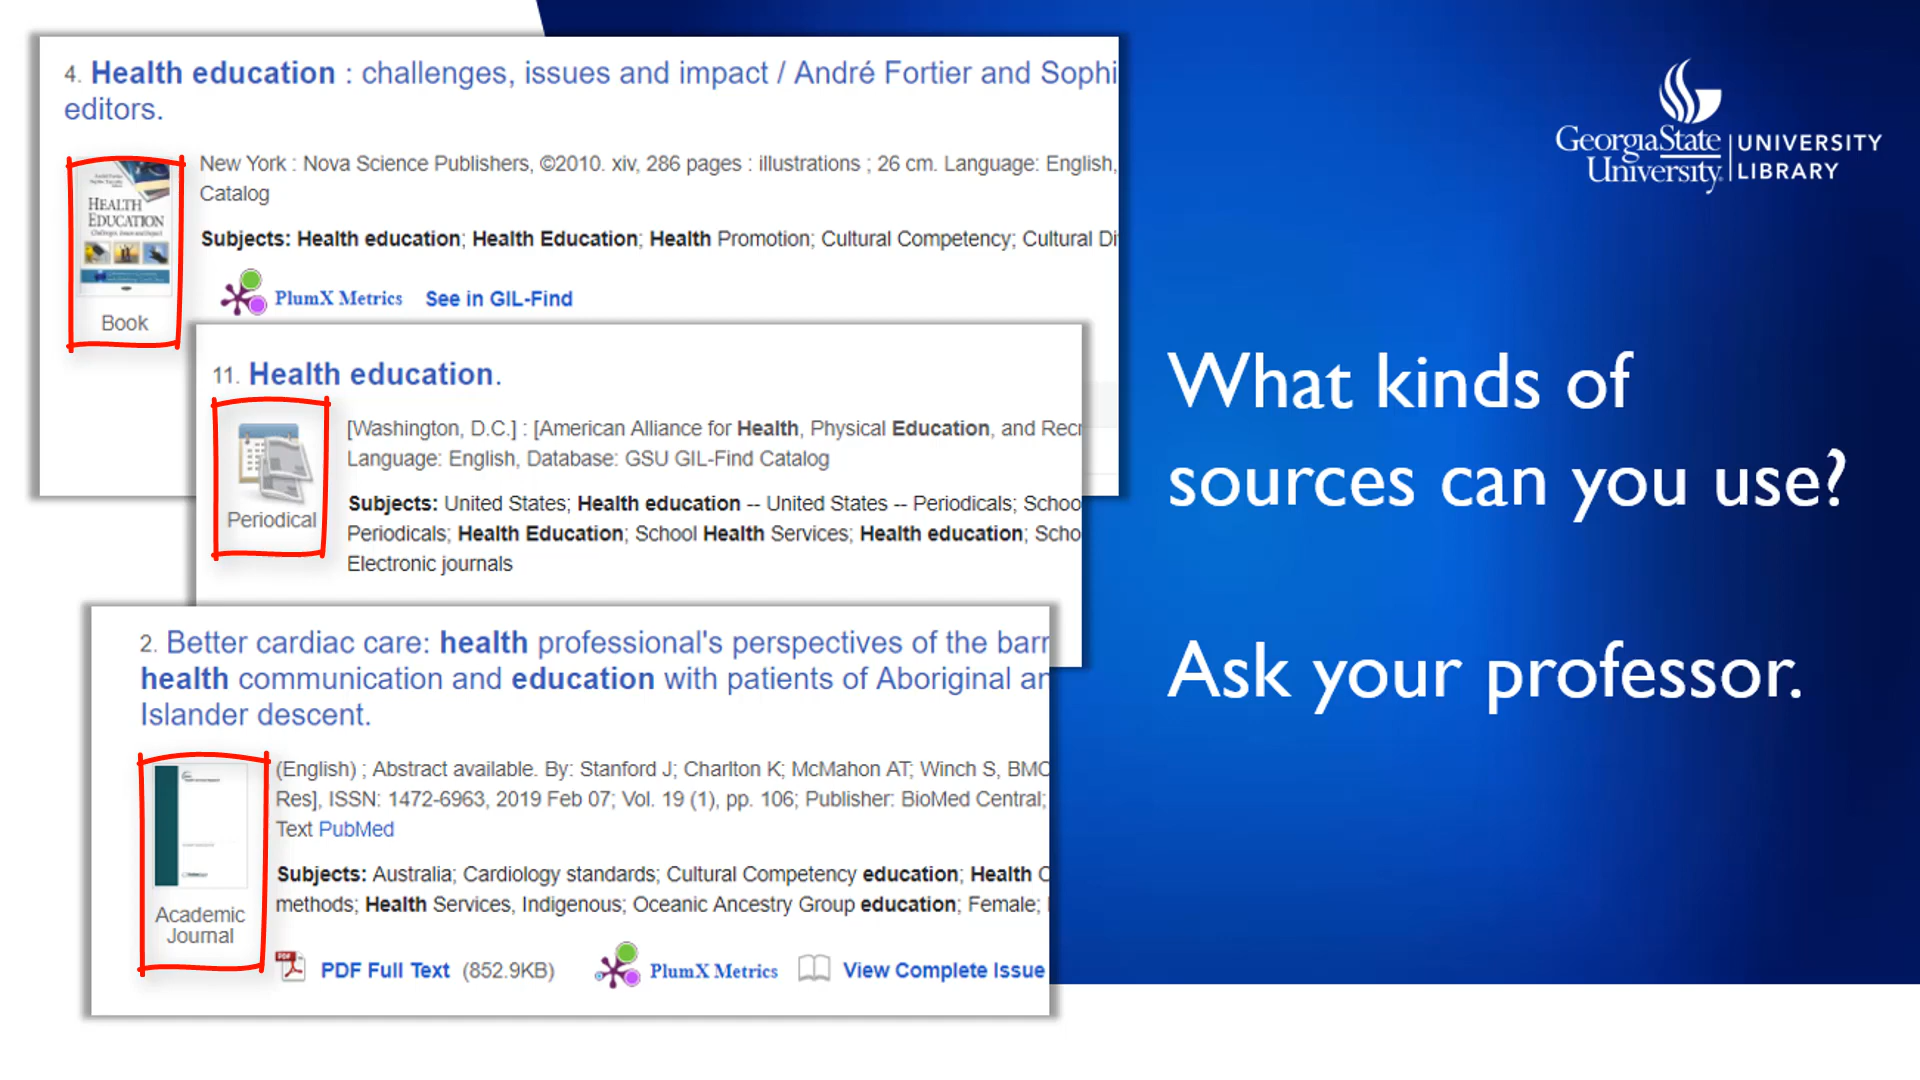 4. Health education : challenges, issues and impact / André Fortier and Sophi
editors.
New York : Nova Science Publishers, ©2010. xiv, 286 pages : illustrations ; 26 cm. Language: English,
Catalog
Subjects: Health education; Health Education; Health Promotion; Cultural Competency; Cultural Di
HEALTH
EDUCATION
Book
PlumX Metrics See in GIL-Find
11. Health education.
[Washington, D.C.] : [American Alliance for Health, Physical Education, and Recr
Language: English, Database: GSU GIL-Find Catalog
Subjects: United States; Health education -- United States -- Periodicals; Schoo
Periodicals; Health Education; School Health Services; Health education; Scho
Electronic journals
Periodical
2. Better cardiac care: health professional's perspectives of the barr
health communication and education with patients of Aboriginal an
Islander descent.
(English) ; Abstract available. By: Stanford J; Charlton K; McMahon AT; Winch S, BMC
Res], ISSN: 1472-6963, 2019 Feb 07; Vol. 19 (1), pp. 106; Publisher: BioMed Central;
Text PubMed
Subjects: Australia; Cardiology standards; Cultural Competency education; Health C
methods; Health Services, Indigenous; Oceanic Ancestry Group education; Female;
Academic
Journal
PDF Full Text (852.9KB) PlumX Metrics View Complete Issue
GeorgiaState
University
UNIVERSITY
LIBRARY
What kinds of
sources can you use?
Ask your professor.